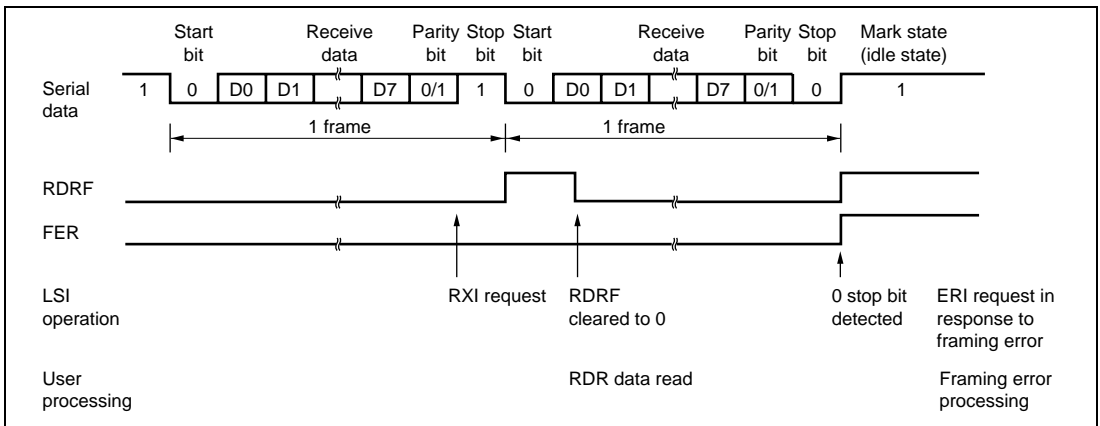 Start bit Receive data Parity bit Stop bit Start bit Receive data Parity bit Stop bit Mark state (idle state)
Serial data 1 0 D0 D1 D7 0/1 1 0 D0 D1 D7 0/1 0 1
1 frame 1 frame
RDRF
FER
LSI operation RXI request RDRF cleared to 0 0 stop bit detected ERI request in response to framing error
User processing RDR data read Framing error processing